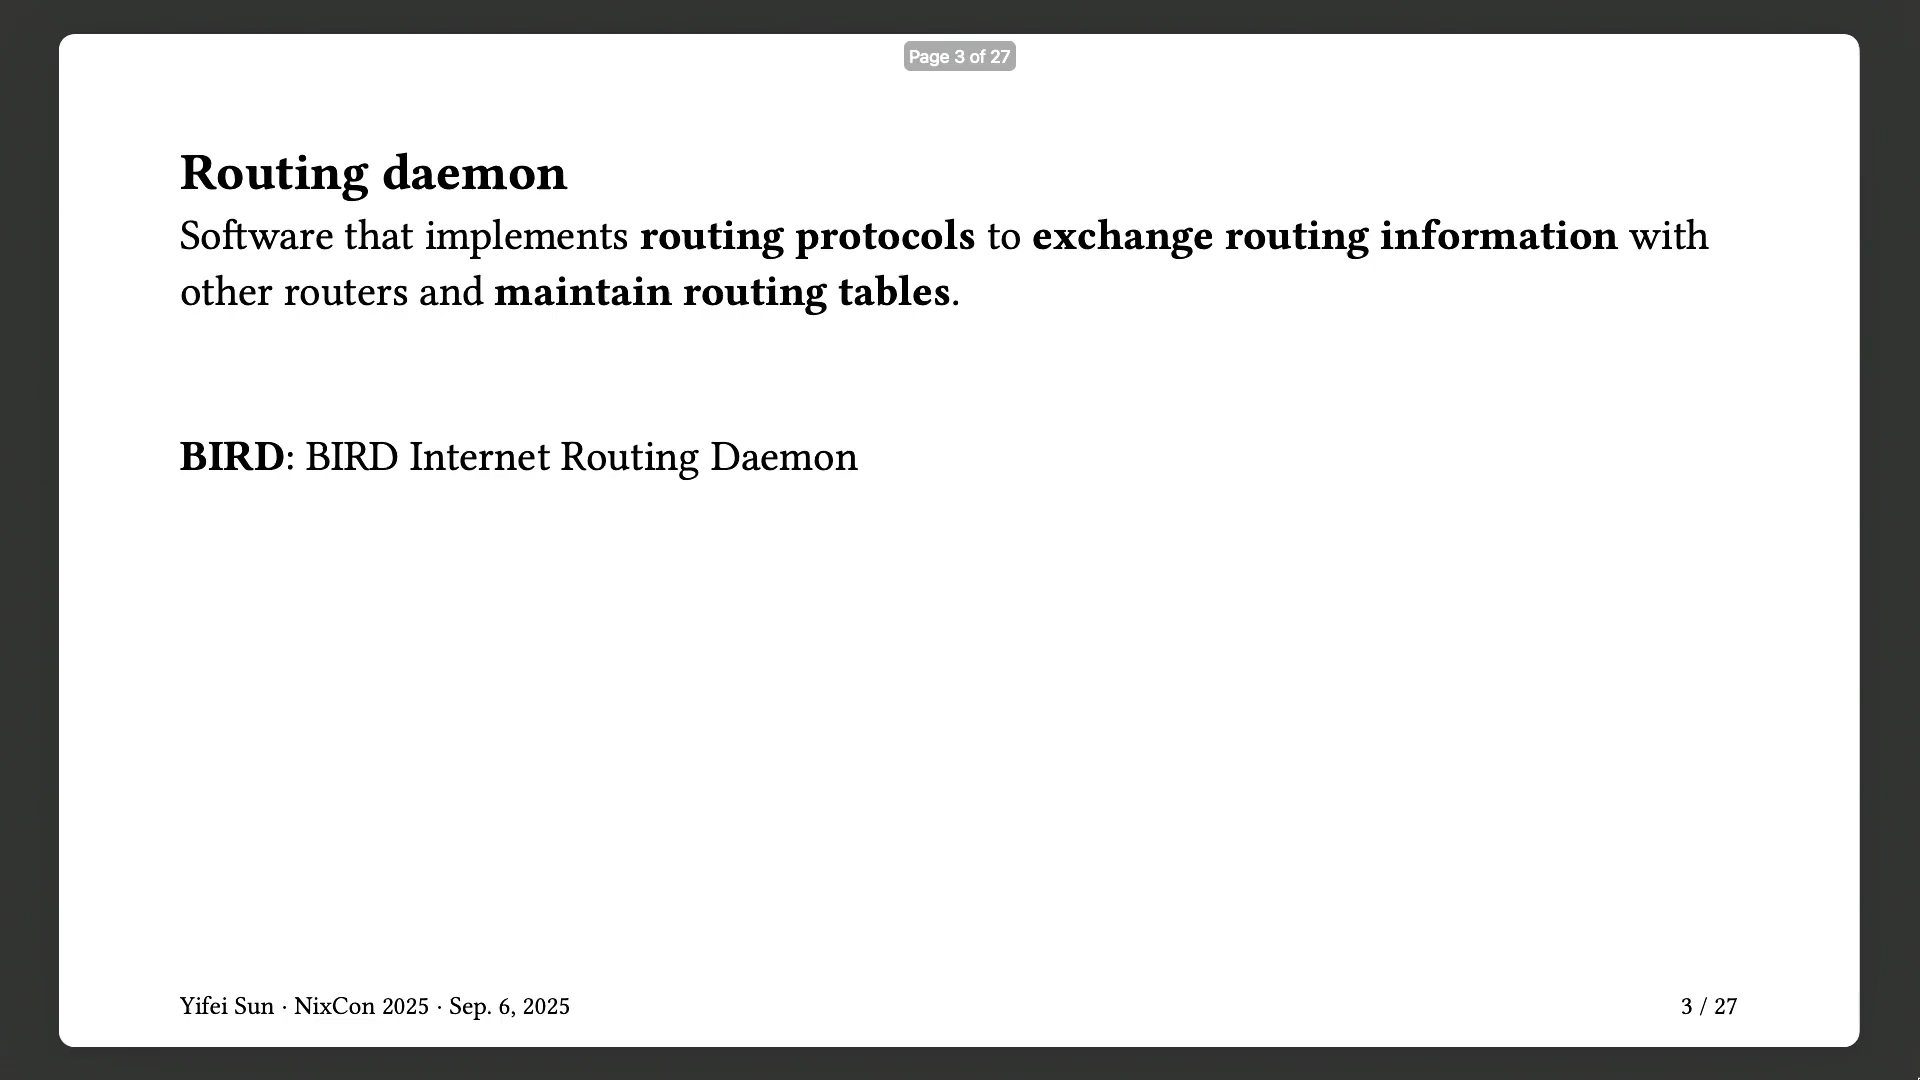 Page 3 of 27
Routing daemon
Software that implements routing protocols to exchange routing information with
other routers and maintain routing tables.
BIRD: BIRD Internet Routing Daemon
Yifei Sun · NixCon 2025 · Sep. 6, 2025
3 / 27